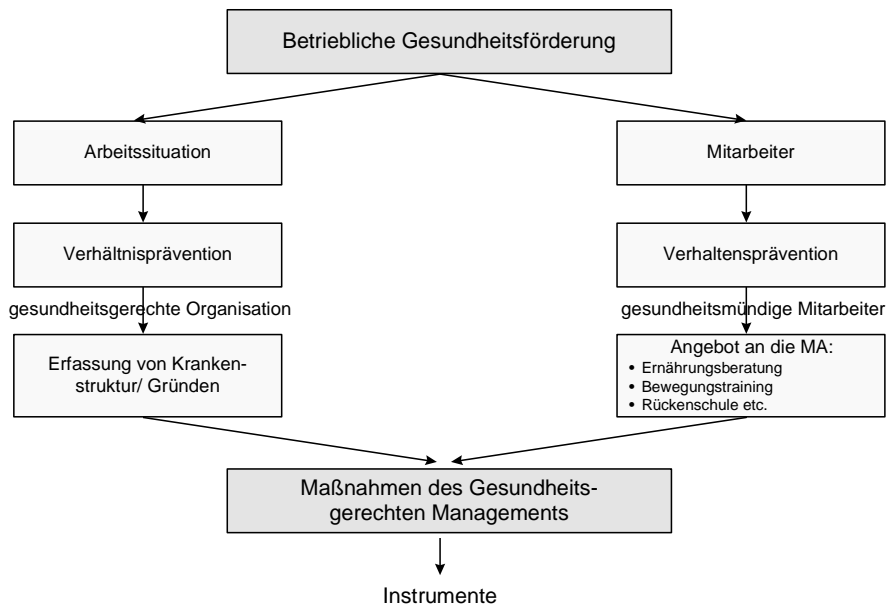 Betriebliche Gesundheitsförderung
Arbeitssituation
Mitarbeiter
Verhältnisprävention
Verhaltensprävention
gesundheitsgerechte Organisation
gesundheitsmündige Mitarbeiter
Erfassung von Kranken-
struktur/ Gründen
Angebot an die MA:
• Ernährungsberatung
• Bewegungstraining
• Rückenschule etc.
Maßnahmen des Gesundheits-
gerechten Managements
Instrumente